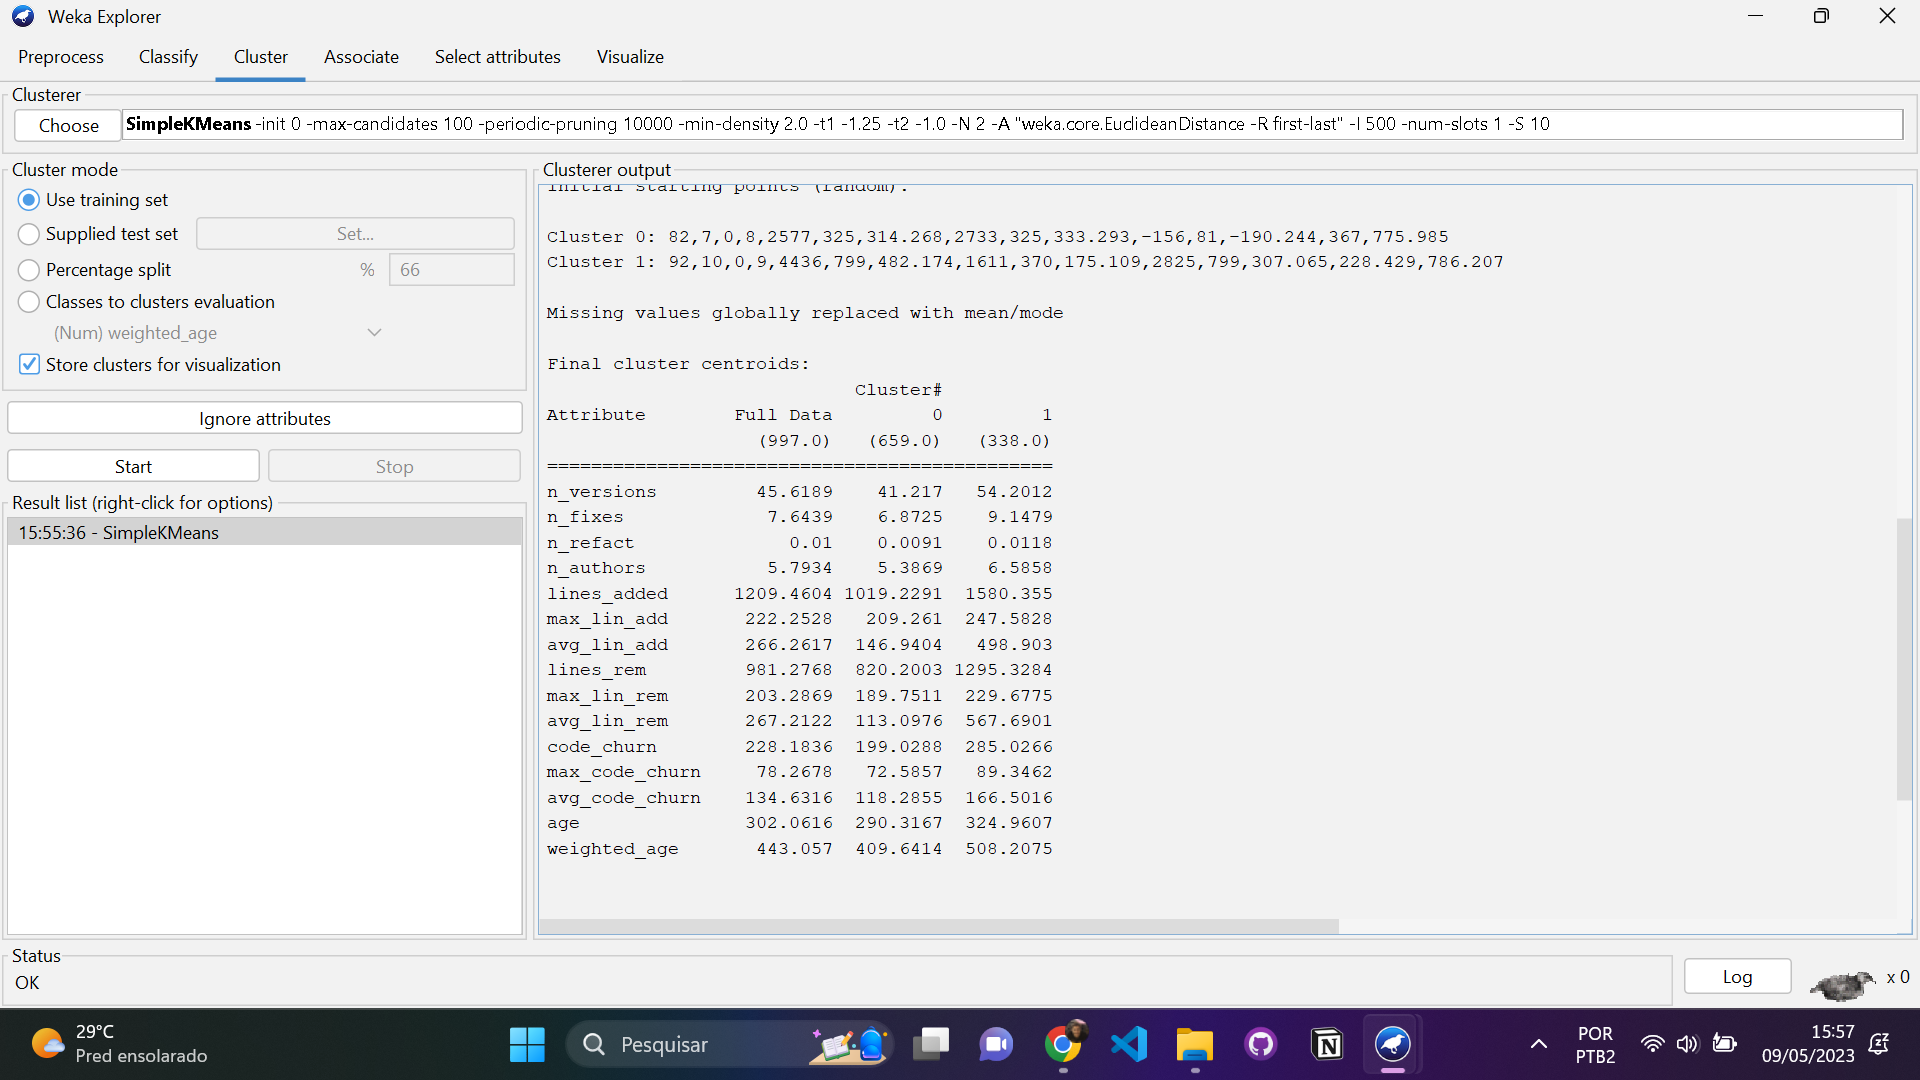 Weka Explorer
Preprocess Classify Cluster Associate Select attributes Visualize
Clusterer
Choose SimpleKMeans -init 0 -max-candidates 100 -periodic-pruning 10000 -min-density 2.0 -t1 -1.25 -t2 -1.0 -N 2 -A "weka.core.EuclideanDistance -R first-last" -I 500 -num-slots 1 -S 10
Cluster mode
Use training set
Supplied test set Set...
Percentage split % 66
Classes to clusters evaluation
(Num) weighted_age
Store clusters for visualization
Ignore attributes
Start Stop
Result list (right-click for options)
15:55:36 - SimpleKMeans
Clusterer output
Initial starting points (random):
Cluster 0: 82,7,0,8,2577,325,314.268,2733,325,333.293,-156,81,-190.244,367,775.985
Cluster 1: 92,10,0,9,4436,799,482.174,1611,370,175.109,2825,799,307.065,228.429,786.207
Missing values globally replaced with mean/mode
Final cluster centroids:
Cluster#
Attribute Full Data 0 1
(997.0) (659.0) (338.0)
==============================================
n_versions 45.6189 41.217 54.2012
n_fixes 7.6439 6.8725 9.1479
n_refact 0.01 0.0091 0.0118
n_authors 5.7934 5.3869 6.5858
lines_added 1209.4604 1019.2291 1580.355
max_lin_add 222.2528 209.261 247.5828
avg_lin_add 266.2617 146.9404 498.903
lines_rem 981.2768 820.2003 1295.3284
max_lin_rem 203.2869 189.7511 229.6775
avg_lin_rem 267.2122 113.0976 567.6901
code_churn 228.1836 199.0288 285.0266
max_code_churn 78.2678 72.5857 89.3462
avg_code_churn 134.6316 118.2855 166.5016
age 302.0616 290.3167 324.9607
weighted_age 443.057 409.6414 508.2075
Status
OK
Log x 0
29°C
Pred ensolarado
Pesquisar
POR
PTB2
15:57
09/05/2023